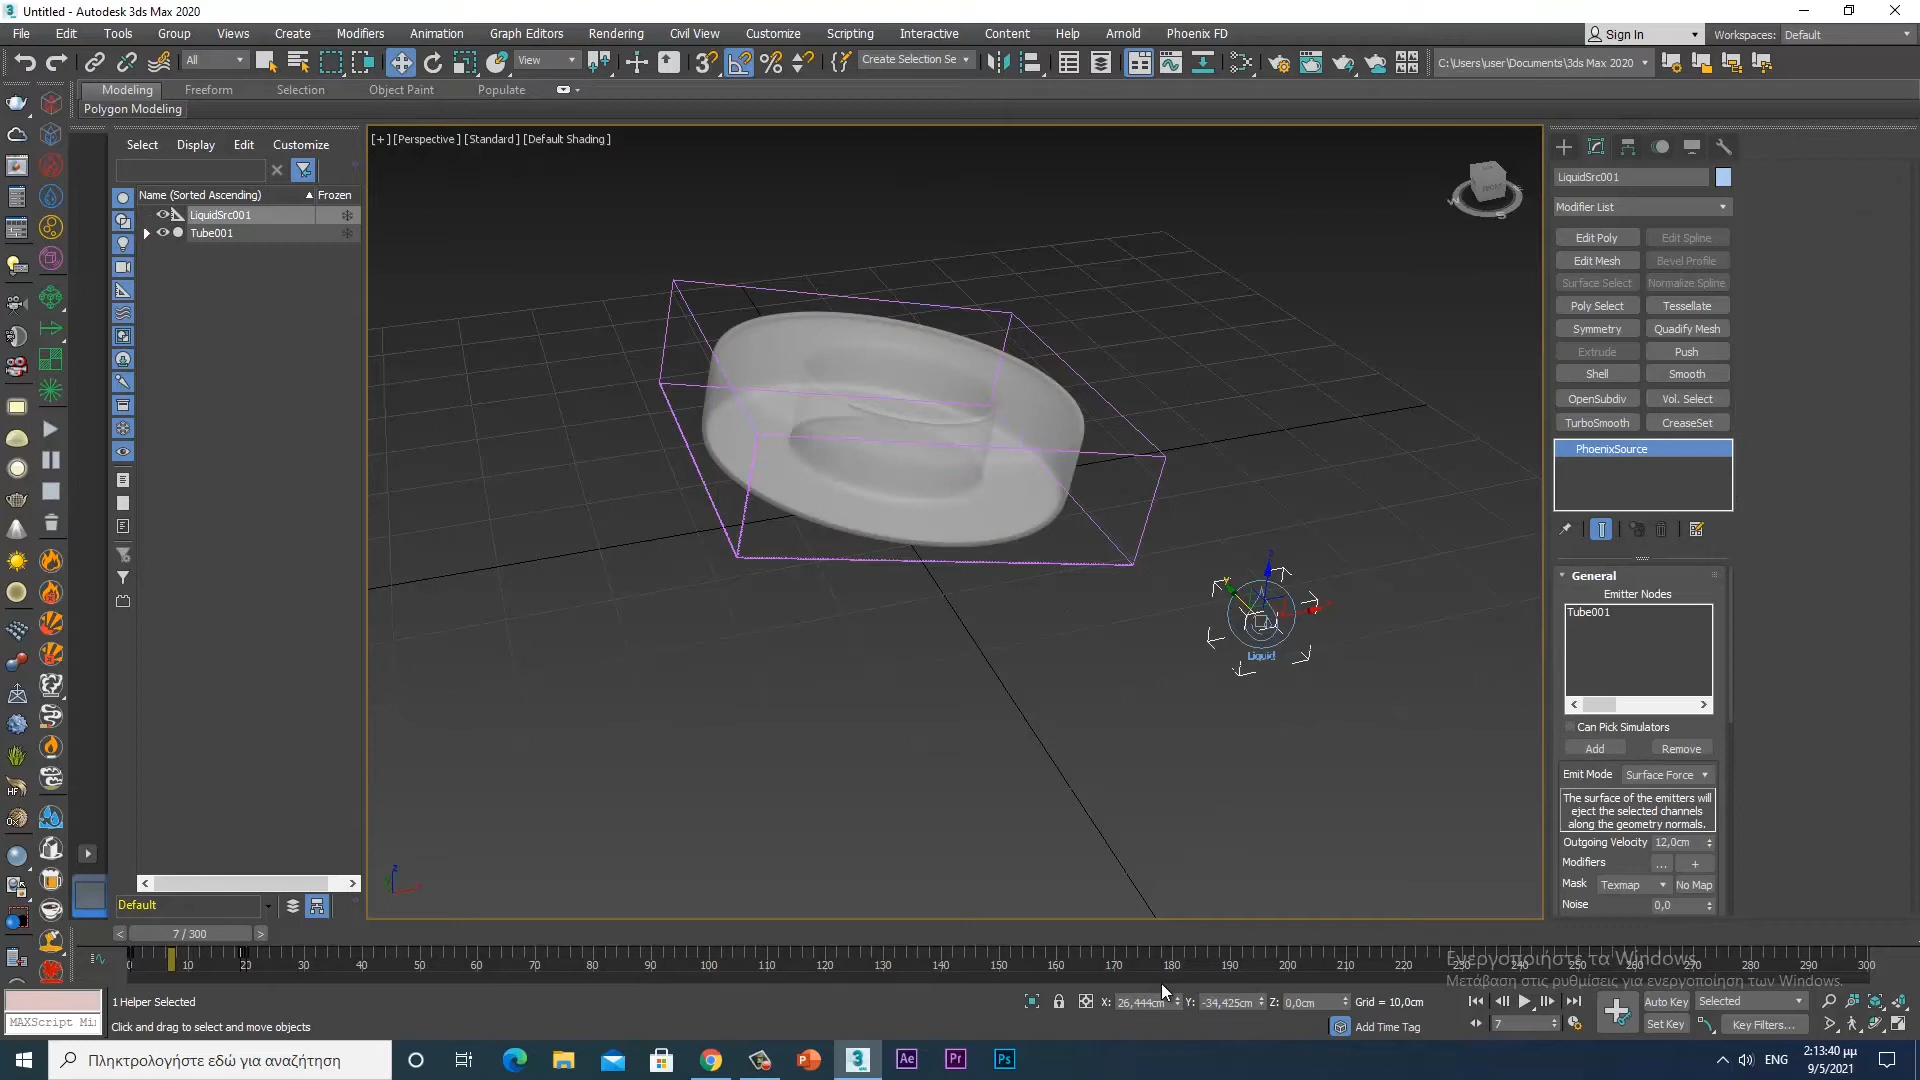 Untitled - Autodesk 3ds Max 2020
File Edit Tools Group Views Create Modifiers Animation Graph Editors Rendering Civil View Customize Scripting Interactive Content Help Arnold Phoenix FD
Sign In Workspaces: Default
All View Create Selection Se C:\Users\user\Documents\3ds Max 2020
Modeling Freeform Selection Object Paint Populate
Polygon Modeling
Select Display Edit Customize
Name (Sorted Ascending) Frozen
LiquidSrc001
Tube001
[+] [Perspective] [Standard] [Default Shading]
FRONT
W S
Liquid
LiquidSrc001
Modifier List
Edit Poly Edit Spline
Edit Mesh Bevel Profile
Surface Select Normalize Spline
Poly Select Tessellate
Symmetry Quadify Mesh
Extrude Push
Shell Smooth
OpenSubdiv Vol. Select
TurboSmooth CreaseSet
PhoenixSource
General
Emitter Nodes
Tube001
Can Pick Simulators
Add Remove
Emit Mode Surface Force
The surface of the emitters will
eject the selected channels
along the geometry normals.
Outgoing Velocity 12,0cm
Modifiers ... +
Mask Texmap No Map
Noise 0,0
Default
< 7 / 300 >
10 20 30 40 50 60 70 80 90 100 110 120 130 140 150 160 170 180 190 200 210 220 230 240 250 260 270 280 290 300
Ενεργοποιήστε τα Windows
Μετάβαση στις ρυθμίσεις για ενεργοποίηση των Windows.
1 Helper Selected
X: 26,444cm Y: -34,425cm Z: 0,0cm Grid = 10,0cm
Auto Key Selected
MAXScript Mi
Click and drag to select and move objects
Add Time Tag
7
Set Key Key Filters...
Πληκτρολογήστε εδώ για αναζήτηση
Ae Pr Ps
ENG
2:13:40 μμ
9/5/2021